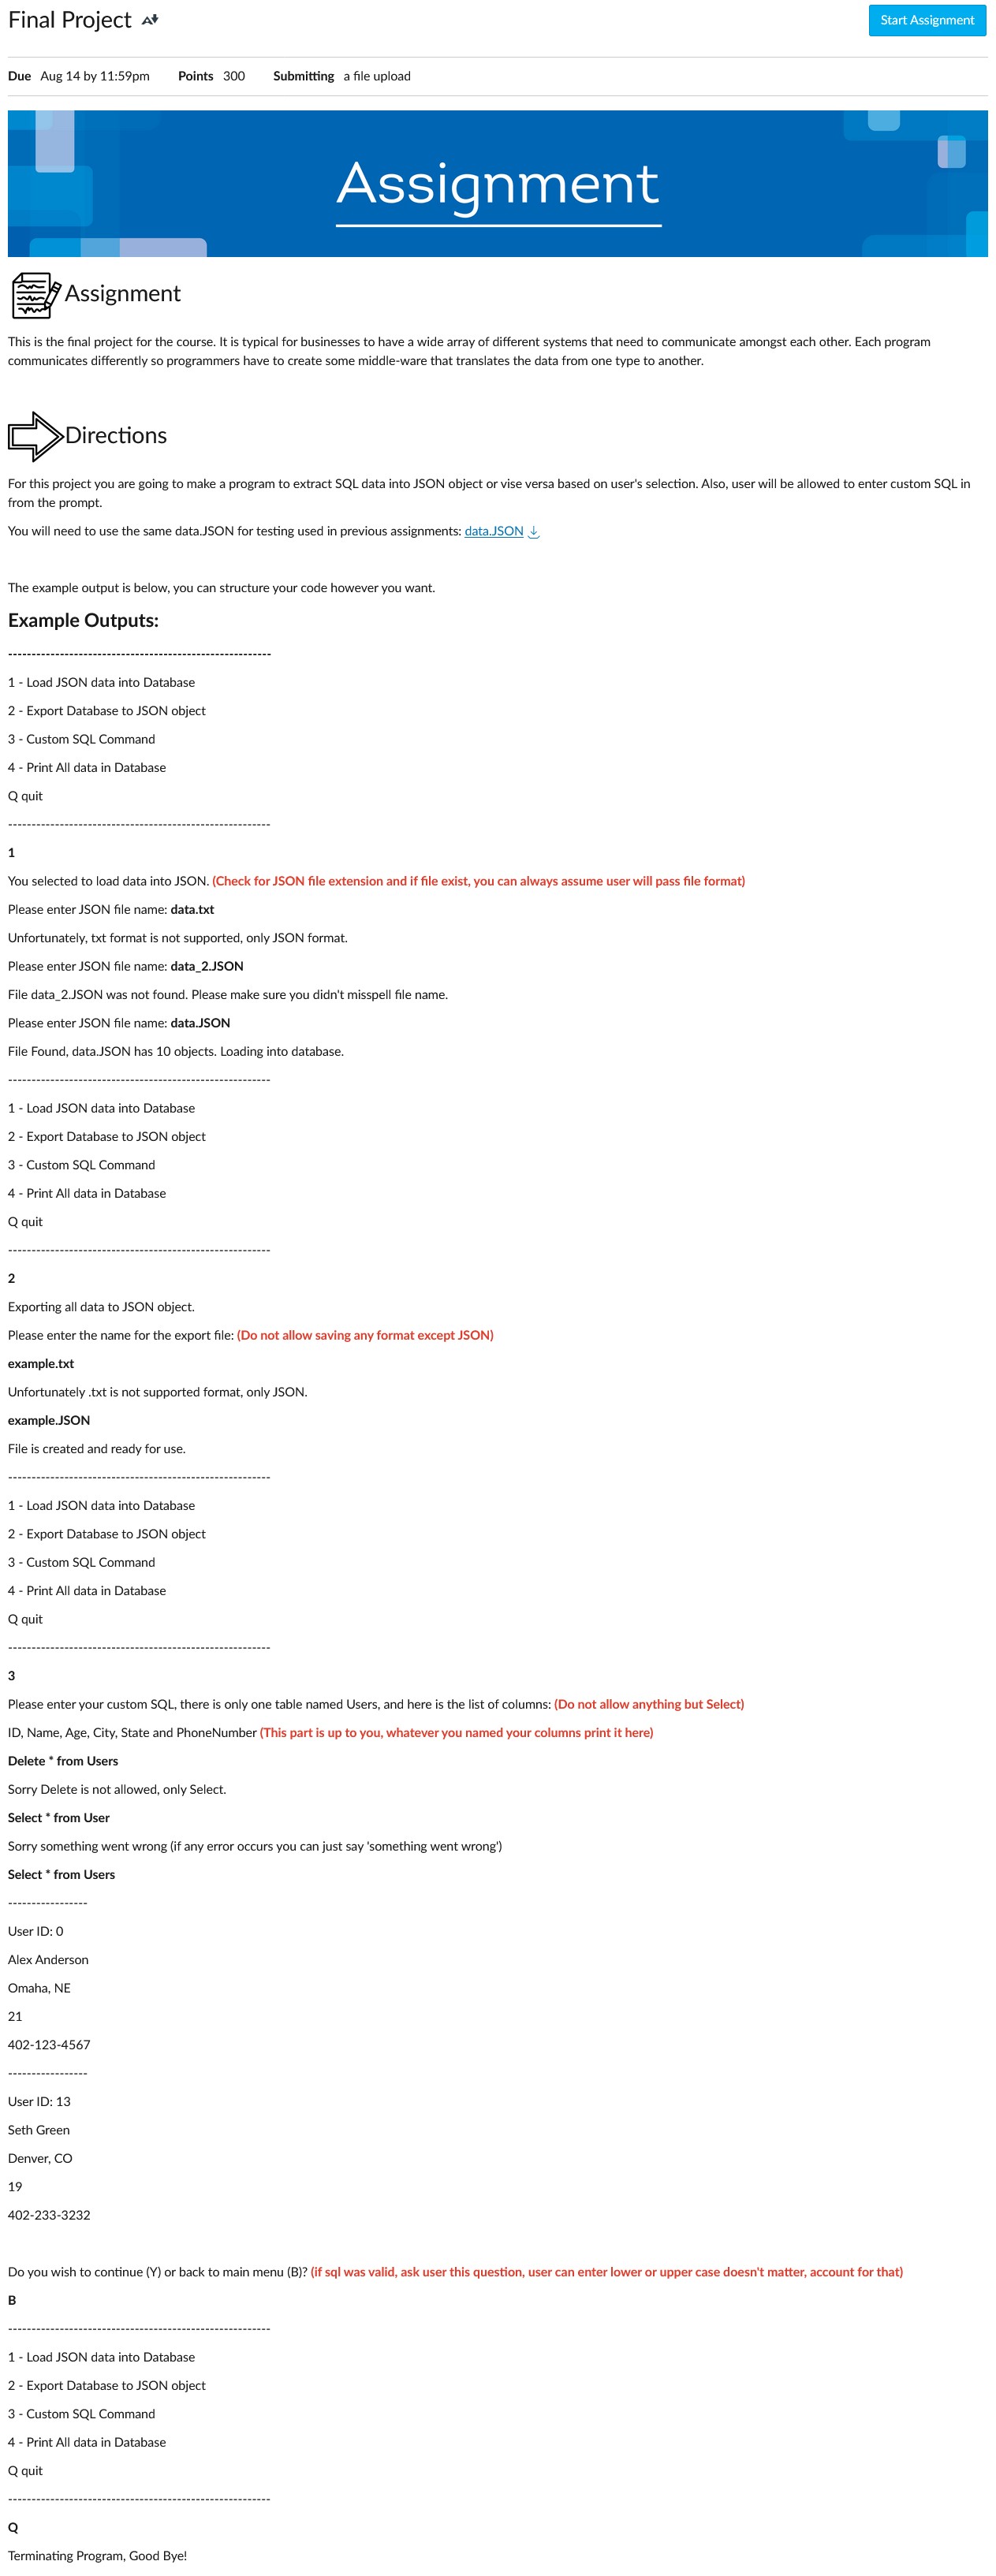 Final Project
Start Assignment
Due Aug 14 by 11:59pm Points 300 Submitting a file upload
Assignment
Assignment
This is the final project for the course. It is typical for businesses to have a wide array of different systems that need to communicate amongst each other. Each program
communicates differently so programmers have to create some middle-ware that translates the data from one type to another.
Directions
For this project you are going to make a program to extract SQL data into JSON object or vise versa based on user's selection. Also, user will be allowed to enter custom SQL in
from the prompt.
You will need to use the same data.JSON for testing used in previous assignments: data.JSON
The example output is below, you can structure your code however you want.
Example Outputs:
--------------------------------------------------------
1 - Load JSON data into Database
2 - Export Database to JSON object
3 - Custom SQL Command
4 - Print All data in Database
Q quit
--------------------------------------------------------
1
You selected to load data into JSON. (Check for JSON file extension and if file exist, you can always assume user will pass file format)
Please enter JSON file name: data.txt
Unfortunately, txt format is not supported, only JSON format.
Please enter JSON file name: data_2.JSON
File data_2.JSON was not found. Please make sure you didn't misspell file name.
Please enter JSON file name: data.JSON
File Found, data.JSON has 10 objects. Loading into database.
--------------------------------------------------------
1 - Load JSON data into Database
2 - Export Database to JSON object
3 - Custom SQL Command
4 - Print All data in Database
Q quit
--------------------------------------------------------
2
Exporting all data to JSON object.
Please enter the name for the export file: (Do not allow saving any format except JSON)
example.txt
Unfortunately .txt is not supported format, only JSON.
example.JSON
File is created and ready for use.
--------------------------------------------------------
1 - Load JSON data into Database
2 - Export Database to JSON object
3 - Custom SQL Command
4 - Print All data in Database
Q quit
--------------------------------------------------------
3
Please enter your custom SQL, there is only one table named Users, and here is the list of columns: (Do not allow anything but Select)
ID, Name, Age, City, State and PhoneNumber (This part is up to you, whatever you named your columns print it here)
Delete * from Users
Sorry Delete is not allowed, only Select.
Select * from User
Sorry something went wrong (if any error occurs you can just say 'something went wrong')
Select * from Users
-----------------
User ID: 0
Alex Anderson
Omaha, NE
21
402-123-4567
-----------------
User ID: 13
Seth Green
Denver, CO
19
402-233-3232
Do you wish to continue (Y) or back to main menu (B)? (if sql was valid, ask user this question, user can enter lower or upper case doesn't matter, account for that)
B
--------------------------------------------------------
1 - Load JSON data into Database
2 - Export Database to JSON object
3 - Custom SQL Command
4 - Print All data in Database
Q quit
--------------------------------------------------------
Q
Terminating Program, Good Bye!